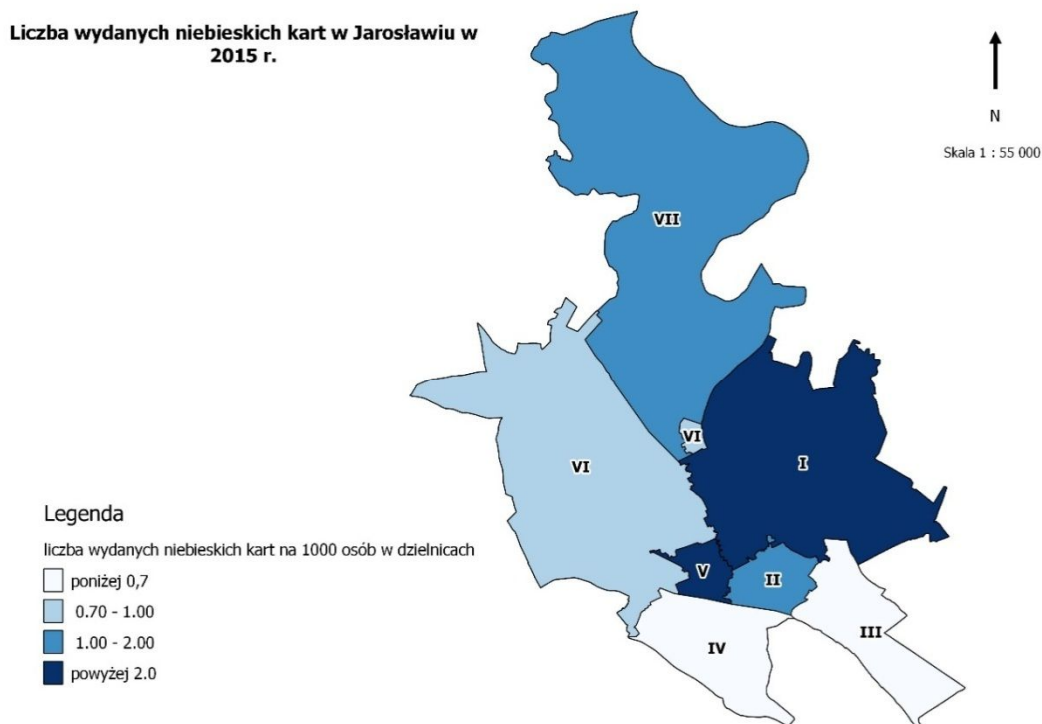 Liczba wydanych niebieskich kart w Jarosławiu w
2015 r.
N
Skala 1 : 55 000
VII
VI
VI
I
V
II
IV
III
Legenda
liczba wydanych niebieskich kart na 1000 osób w dzielnicach
poniżej 0,7
0.70 - 1.00
1.00 - 2.00
powyżej 2.0